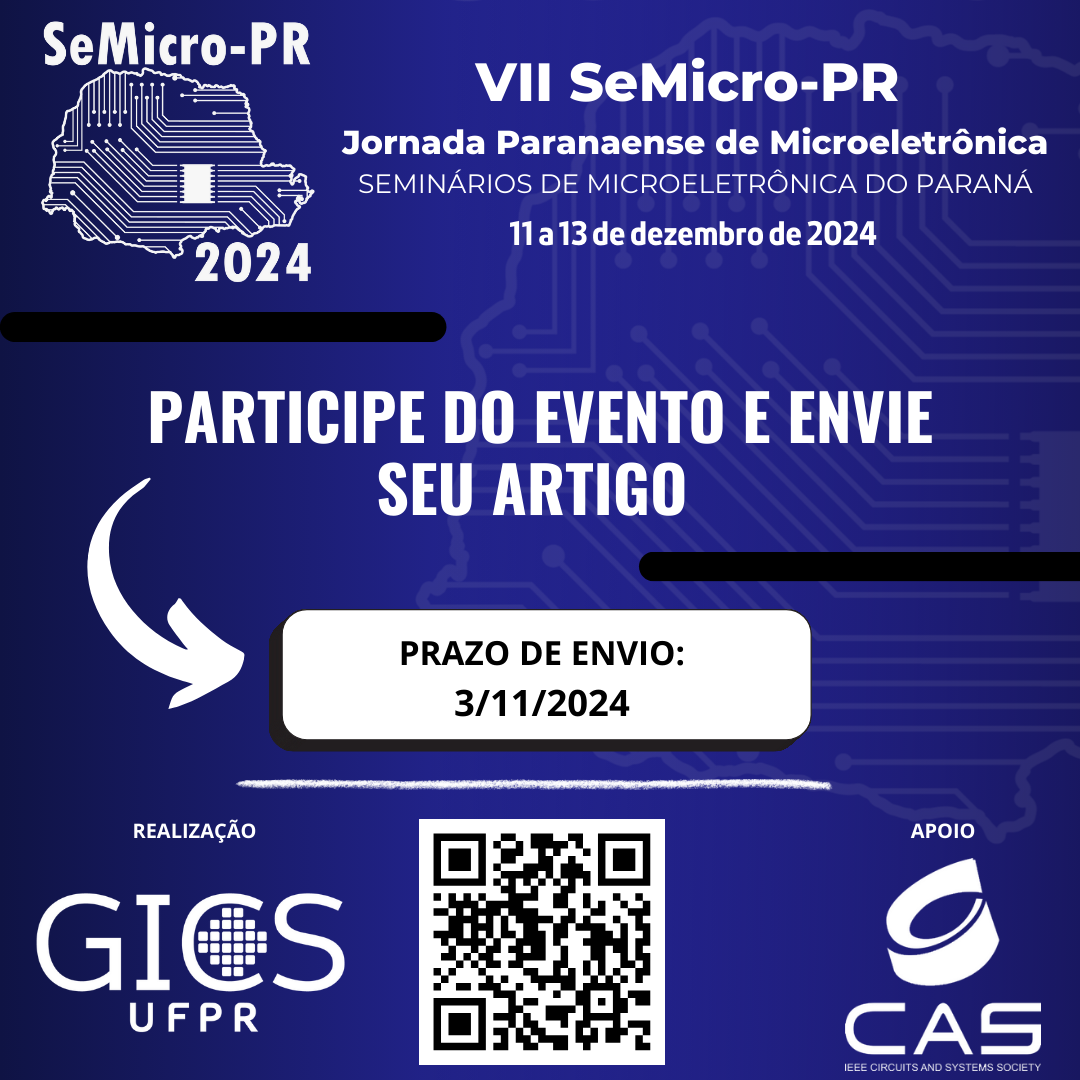 SeMicro-PR
2024
VII SeMicro-PR
Jornada Paranaense de Microeletrônica
SEMINÁRIOS DE MICROELETRÔNICA DO PARANÁ
11 a 13 de dezembro de 2024
PARTICIPE DO EVENTO E ENVIE
SEU ARTIGO
PRAZO DE ENVIO:
3/11/2024
REALIZAÇÃO
GICS
UFPR
APOIO
CAS
IEEE CIRCUITS AND SYSTEMS SOCIETY